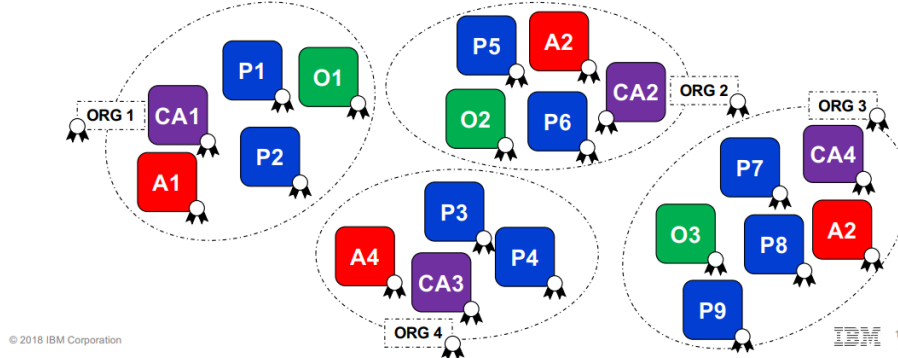 P1
O1
ORG 1
CA1
P2
A1
P5
A2
CA2
ORG 2
O2
P6
ORG 3
P7
CA4
O3
P8
A2
P9
P3
A4
CA3
P4
ORG 4
© 2018 IBM Corporation
IBM
1